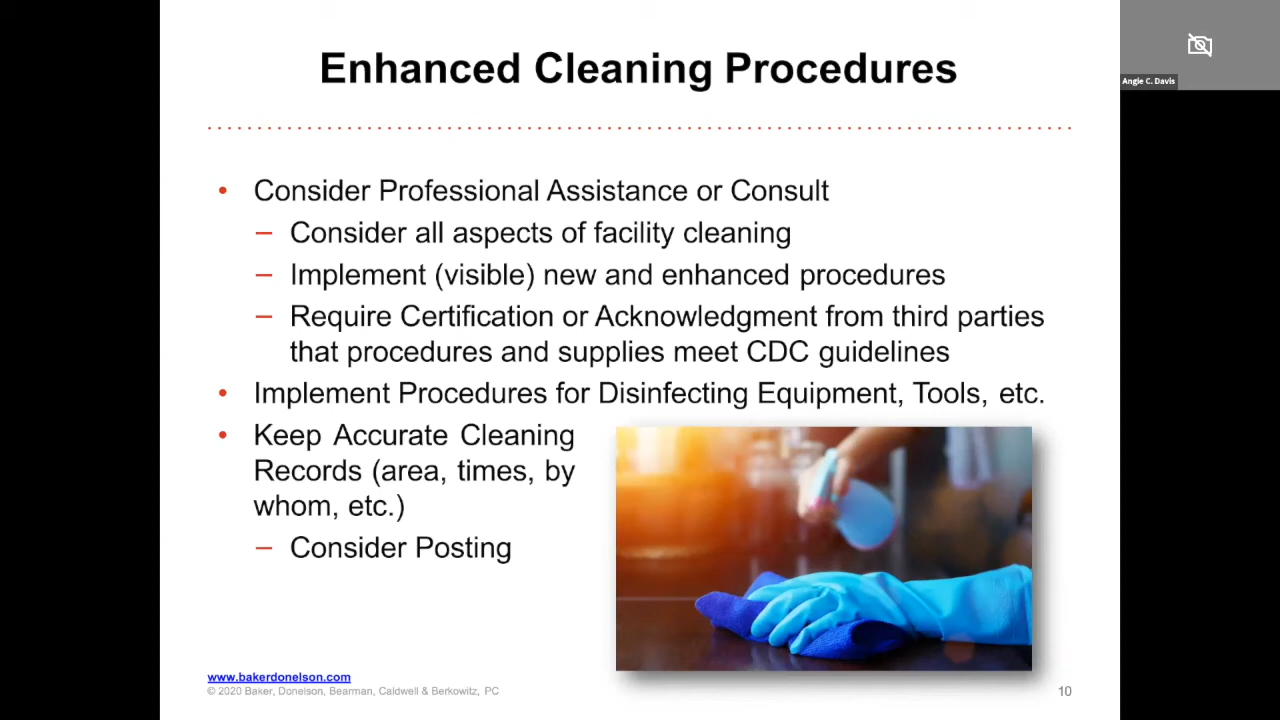 Enhanced Cleaning Procedures
Angie C. Davis
• Consider Professional Assistance or Consult
– Consider all aspects of facility cleaning
– Implement (visible) new and enhanced procedures
– Require Certification or Acknowledgment from third parties
that procedures and supplies meet CDC guidelines
• Implement Procedures for Disinfecting Equipment, Tools, etc.
• Keep Accurate Cleaning
Records (area, times, by
whom, etc.)
– Consider Posting
www.bakerdonelson.com
© 2020 Baker, Donelson, Bearman, Caldwell & Berkowitz, PC
10